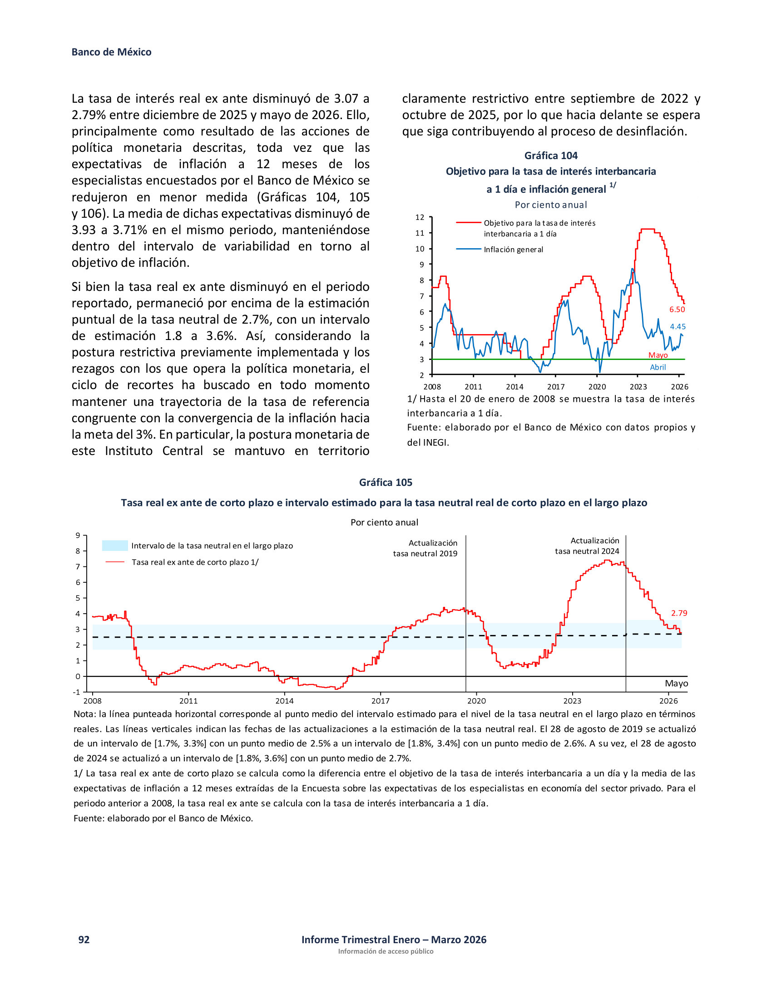 Banco de México
La tasa de interés real ex ante disminuyó de 3.07 a
2.79% entre diciembre de 2025 y mayo de 2026. Ello,
principalmente como resultado de las acciones de
política monetaria descritas, toda vez que las
expectativas de inflación a 12 meses de los
especialistas encuestados por el Banco de México se
redujeron en menor medida (Gráficas 104, 105
y 106). La media de dichas expectativas disminuyó de
3.93 a 3.71% en el mismo periodo, manteniéndose
dentro del intervalo de variabilidad en torno al
objetivo de inflación.
Si bien la tasa real ex ante disminuyó en el periodo
reportado, permaneció por encima de la estimación
puntual de la tasa neutral de 2.7%, con un intervalo
de estimación 1.8 a 3.6%. Así, considerando la
postura restrictiva previamente implementada y los
rezagos con los que opera la política monetaria, el
ciclo de recortes ha buscado en todo momento
mantener una trayectoria de la tasa de referencia
congruente con la convergencia de la inflación hacia
la meta del 3%. En particular, la postura monetaria de
este Instituto Central se mantuvo en territorio
claramente restrictivo entre septiembre de 2022 y
octubre de 2025, por lo que hacia delante se espera
que siga contribuyendo al proceso de desinflación.
Gráfica 104
Objetivo para la tasa de interés interbancaria
a 1 día e inflación general 1/
Por ciento anual
12
11
10
9
8
7
6
5
4
3
2
Objetivo para la tasa de interés
interbancaria a 1 día
Inflación general
6.50
4.45
Mayo
Abril
2008 2011 2014 2017 2020 2023 2026
1/ Hasta el 20 de enero de 2008 se muestra la tasa de interés
interbancaria a 1 día.
Fuente: elaborado por el Banco de México con datos propios y
del INEGI.
Gráfica 105
Tasa real ex ante de corto plazo e intervalo estimado para la tasa neutral real de corto plazo en el largo plazo
Por ciento anual
9
8
7
6
5
4
3
2
1
0
-1
Intervalo de la tasa neutral en el largo plazo
Tasa real ex ante de corto plazo 1/
Actualización
tasa neutral 2019
Actualización
tasa neutral 2024
2.79
Mayo
2008 2011 2014 2017 2020 2023 2026
Nota: la línea punteada horizontal corresponde al punto medio del intervalo estimado para el nivel de la tasa neutral en el largo plazo en términos
reales. Las líneas verticales indican las fechas de las actualizaciones a la estimación de la tasa neutral real. El 28 de agosto de 2019 se actualizó
de un intervalo de [1.7%, 3.3%] con un punto medio de 2.5% a un intervalo de [1.8%, 3.4%] con un punto medio de 2.6%. A su vez, el 28 de agosto
de 2024 se actualizó a un intervalo de [1.8%, 3.6%] con un punto medio de 2.7%.
1/ La tasa real ex ante de corto plazo se calcula como la diferencia entre el objetivo de la tasa de interés interbancaria a un día y la media de las
expectativas de inflación a 12 meses extraídas de la Encuesta sobre las expectativas de los especialistas en economía del sector privado. Para el
periodo anterior a 2008, la tasa real ex ante se calcula con la tasa de interés interbancaria a 1 día.
Fuente: elaborado por el Banco de México.
92
Informe Trimestral Enero – Marzo 2026
Información de acceso público